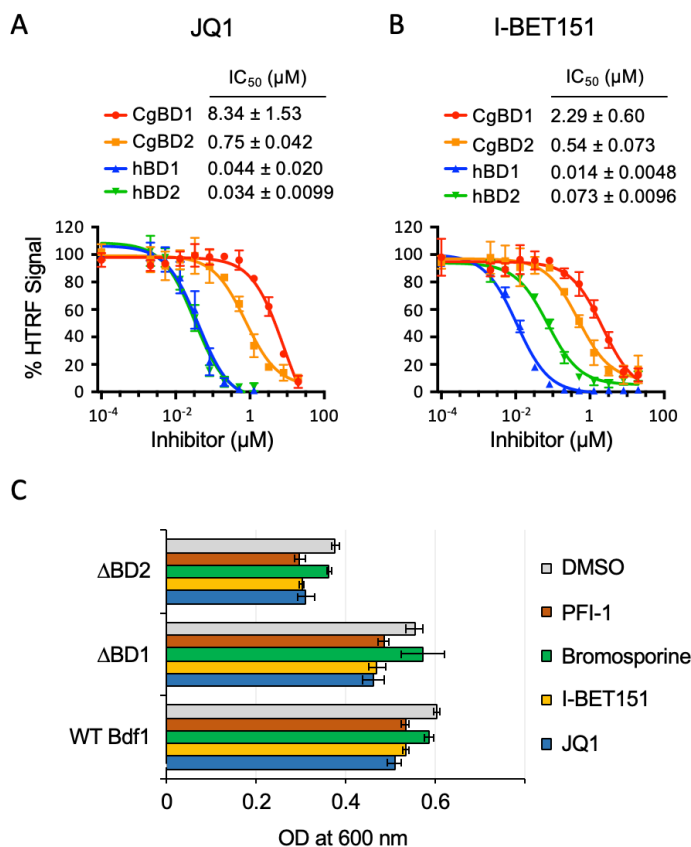 A
JQ1
IC50 (µM)
CgBD1 8.34 ± 1.53
CgBD2 0.75 ± 0.042
hBD1 0.044 ± 0.020
hBD2 0.034 ± 0.0099
% HTRF Signal
120
100
80
60
40
20
0
10-4 10-2 1 100
Inhibitor (µM)
B
I-BET151
IC50 (µM)
CgBD1 2.29 ± 0.60
CgBD2 0.54 ± 0.073
hBD1 0.014 ± 0.0048
hBD2 0.073 ± 0.0096
120
100
80
60
40
20
0
10-4 10-2 1 100
Inhibitor (µM)
C
ΔBD2
ΔBD1
WT Bdf1
0 0.2 0.4 0.6
OD at 600 nm
DMSO
PFI-1
Bromosporine
I-BET151
JQ1